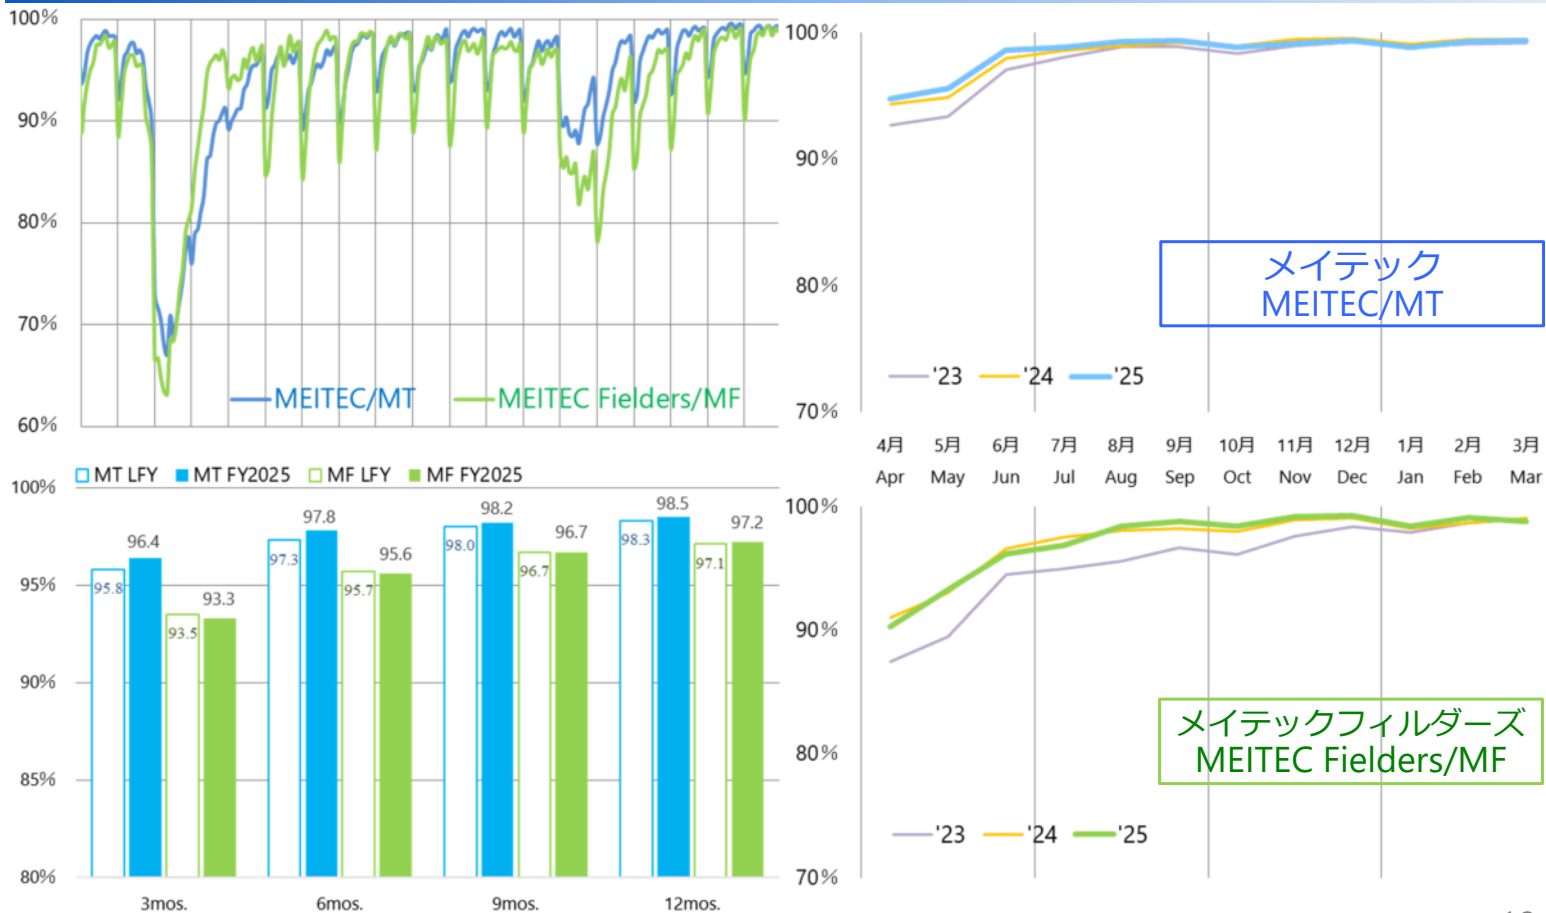 100%
90%
80%
70%
60%
MEITEC/MT
MEITEC Fielders/MF
100%
90%
80%
70%
メイテック
MEITEC/MT
'23
'24
'25
4月 5月 6月 7月 8月 9月 10月 11月 12月 1月 2月 3月
Apr May Jun Jul Aug Sep Oct Nov Dec Jan Feb Mar
MT LFY
MT FY2025
MF LFY
MF FY2025
100%
95%
90%
85%
80%
95.8
96.4
93.5
93.3
97.3
97.8
95.7
95.6
98.0
98.2
96.7
96.7
98.3
98.5
97.1
97.2
3mos.
6mos.
9mos.
12mos.
100%
90%
80%
70%
メイテックフィルダーズ
MEITEC Fielders/MF
'23
'24
'25